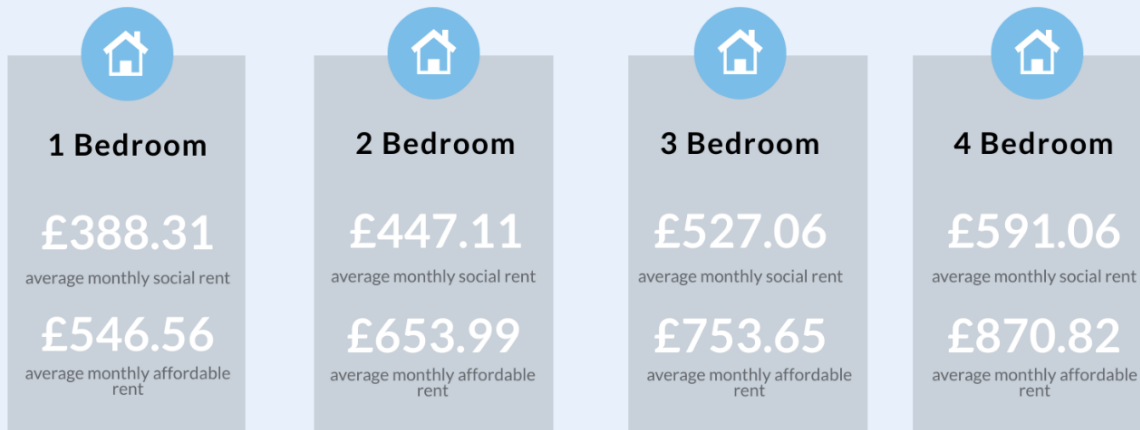 1 Bedroom
£388.31
average monthly social rent
£546.56
average monthly affordable
rent
2 Bedroom
£447.11
average monthly social rent
£653.99
average monthly affordable
rent
3 Bedroom
£527.06
average monthly social rent
£753.65
average monthly affordable
rent
4 Bedroom
£591.06
average monthly social rent
£870.82
average monthly affordable
rent